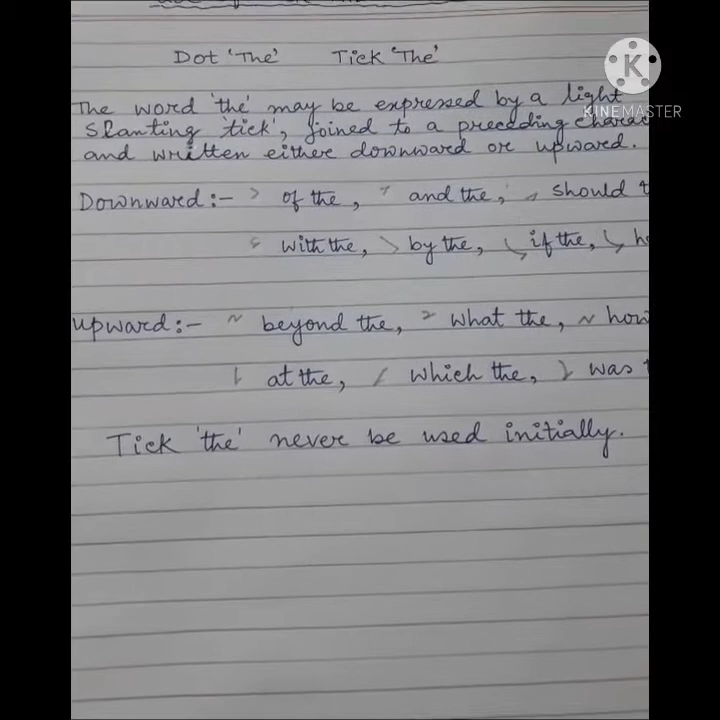 Dot 'The' Tick 'The'
K
KINEMASTER
The word 'the' may be expressed by a light
slanting 'tick', joined to a preceding charac
and written either downward or upward.
Downward:- of the, and the, should t
with the, by the, if the, h
Upward:- beyond the, what the, how
at the, which the, was t
Tick 'the' never be used initially.